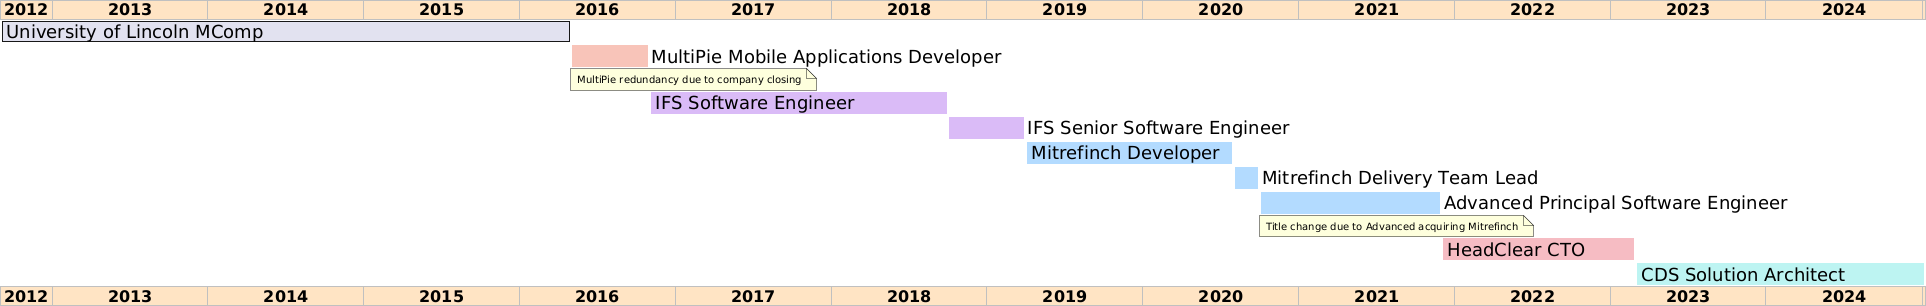 2012 2013 2014 2015 2016 2017 2018 2019 2020 2021 2022 2023 2024
University of Lincoln MComp
MultiPie Mobile Applications Developer
MultiPie redundancy due to company closing
IFS Software Engineer
IFS Senior Software Engineer
Mitrefinch Developer
Mitrefinch Delivery Team Lead
Advanced Principal Software Engineer
Title change due to Advanced acquiring Mitrefinch
HeadClear CTO
CDS Solution Architect
2012 2013 2014 2015 2016 2017 2018 2019 2020 2021 2022 2023 2024